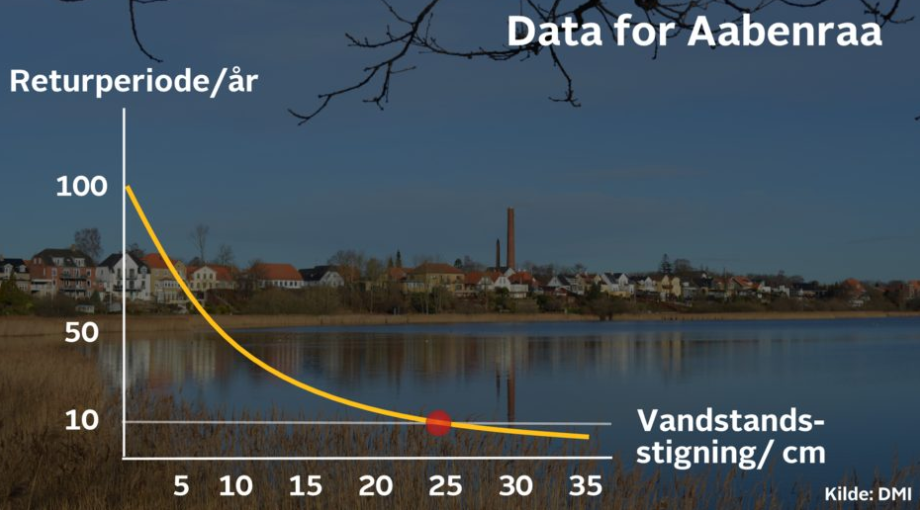 Data for Aabenraa
Returperiode/år
100
50
10
Vandstands-
stigning/ cm
5 10 15 20 25 30 35
Kilde: DMI